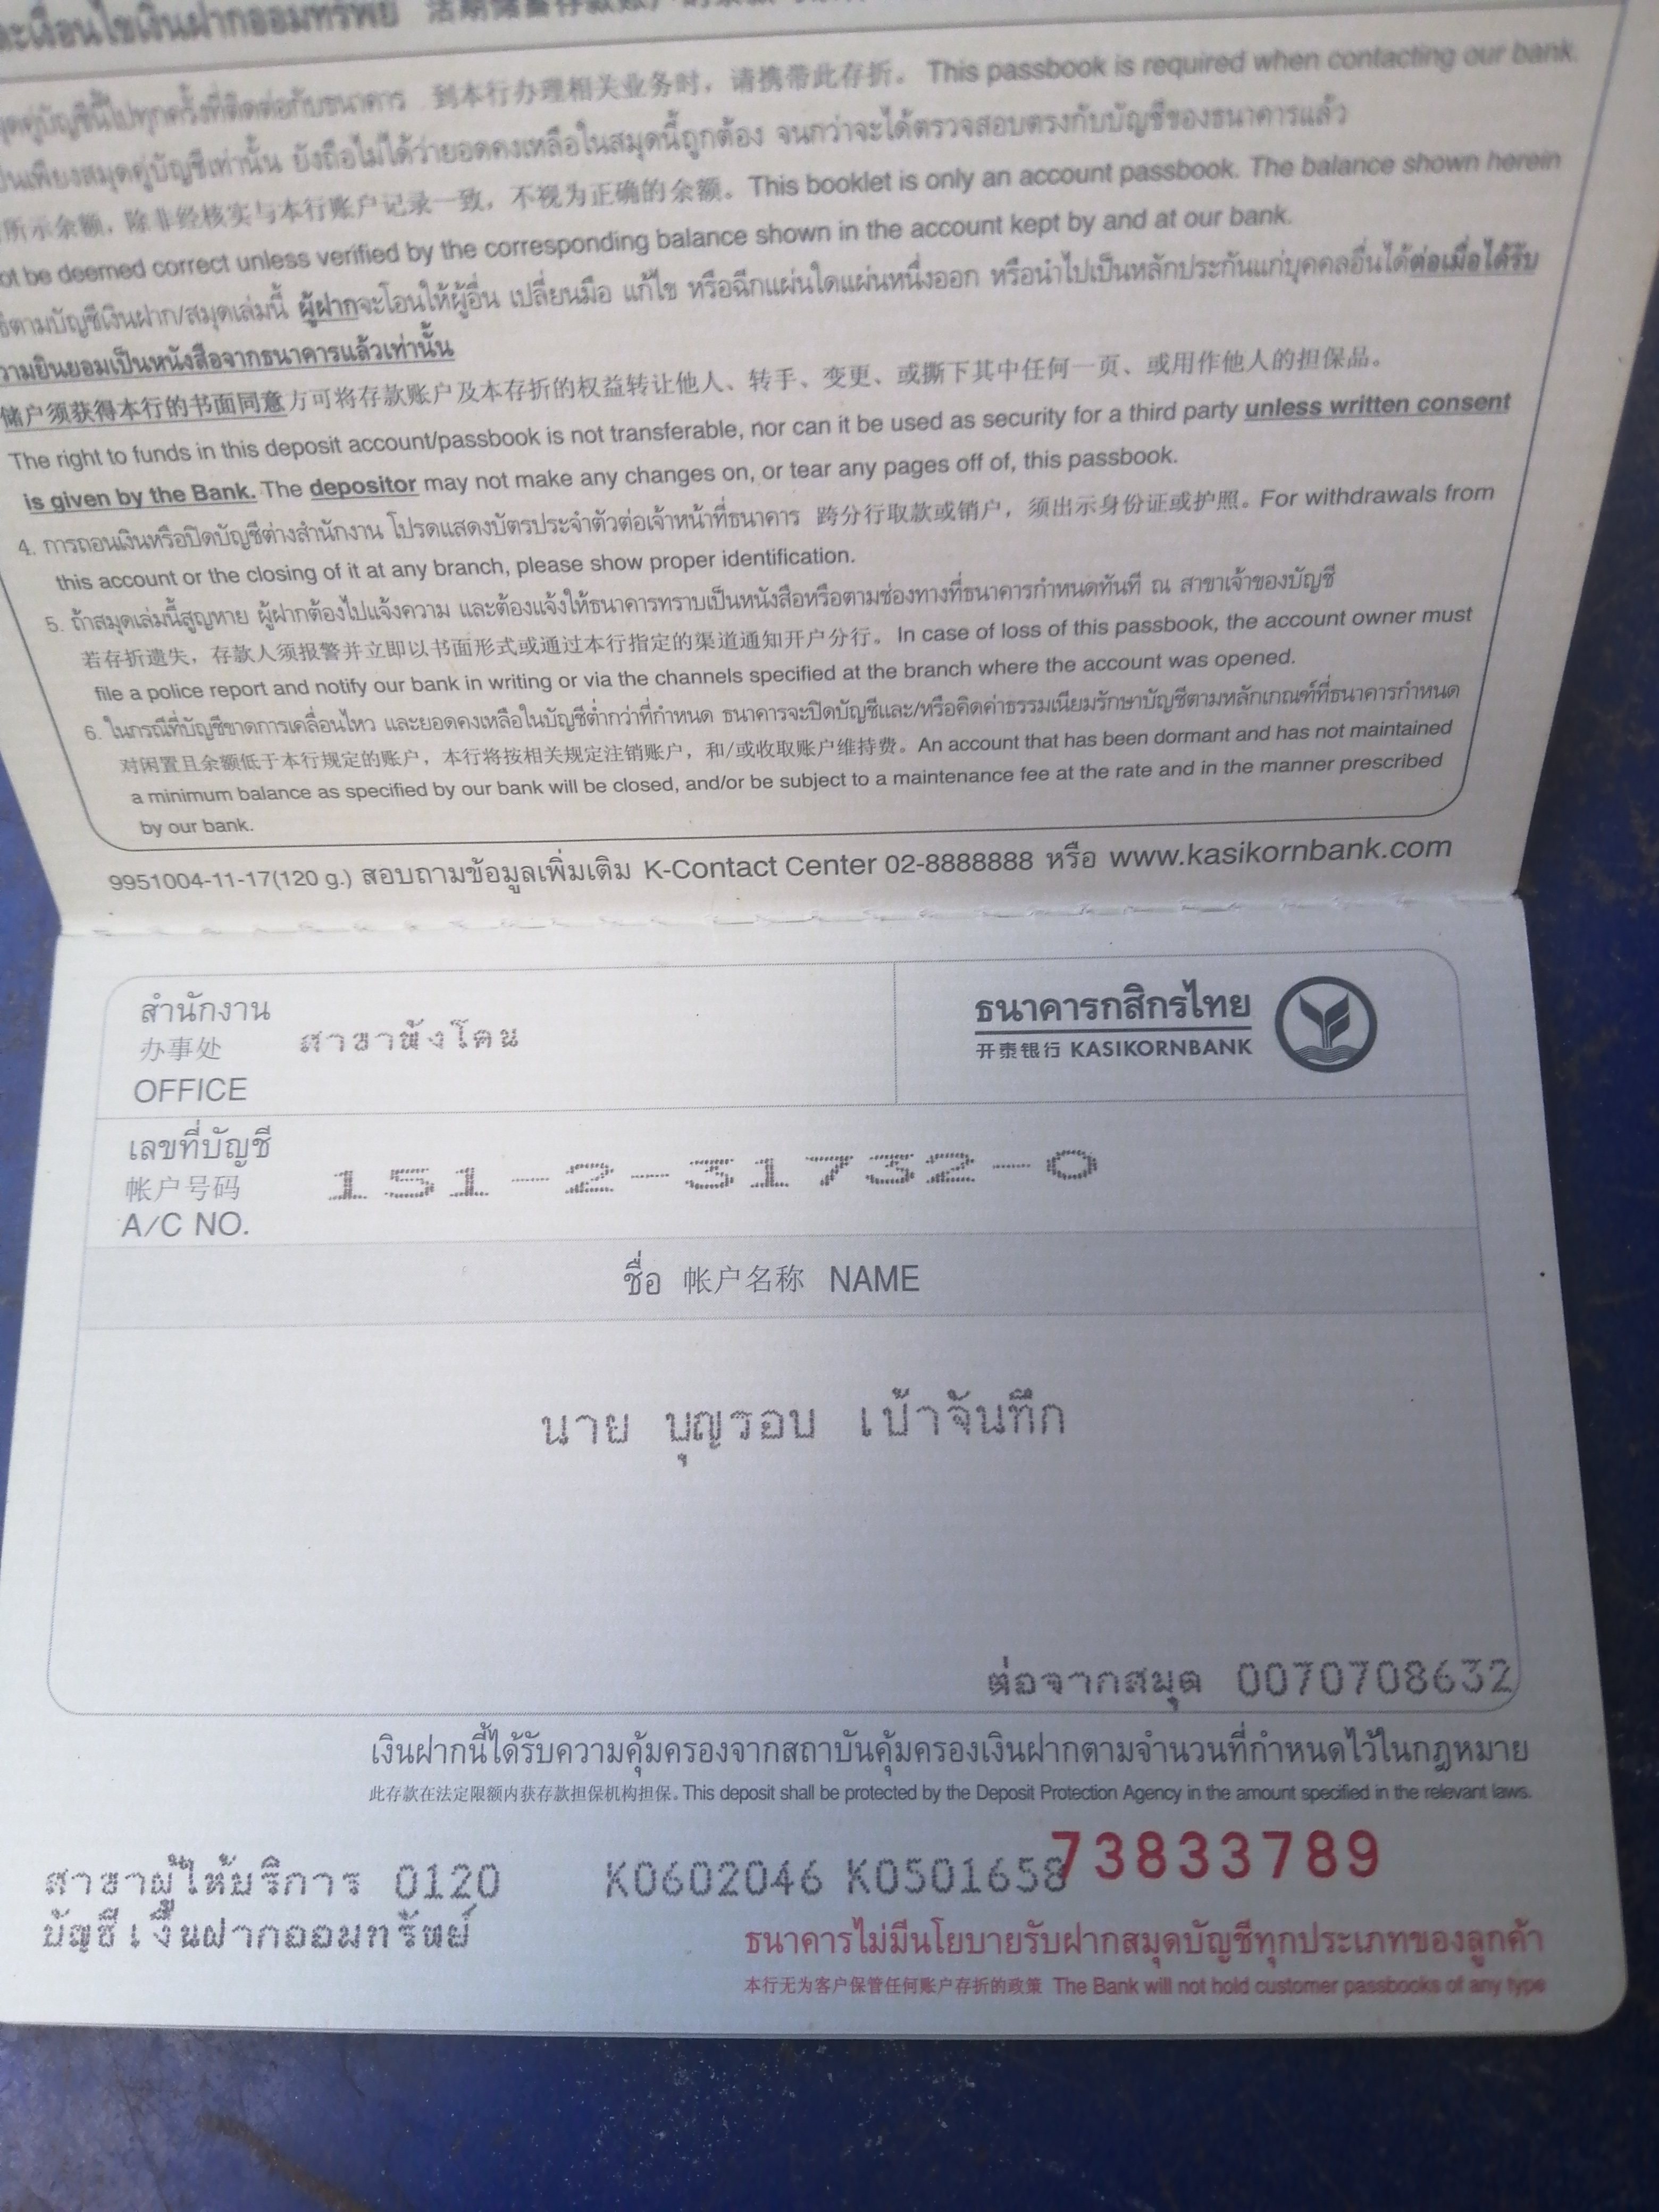 ละเงื่อนไขเงินฝากออมทรัพย์
บัญชีนี้ไปทุกครั้งที่ติดต่อกับธนาคาร 到本行办理相关业务时，请携带此存折。 This passbook is required when contacting our bank.
เป็นเพียงสมุดคู่บัญชีเท่านั้น ยังถือไม่ได้ว่ายอดคงเหลือในสมุดนี้ถูกต้อง จนกว่าจะได้ตรวจสอบตรงกับบัญชีของธนาคารแล้ว
所示余额，除非经核实与本行账户记录一致，不视为正确的余额。This booklet is only an account passbook. The balance shown herein
ot be deemed correct unless verified by the corresponding balance shown in the account kept by and at our bank.
ธิตามบัญชีเงินฝาก/สมุดเล่มนี้ ผู้ฝากจะโอนให้ผู้อื่น เปลี่ยนมือ แก้ไข หรือฉีกแผ่นใดแผ่นหนึ่งออก หรือนำไปเป็นหลักประกันแก่บุคคลอื่นได้ต่อเมื่อได้รับ
วามยินยอมเป็นหนังสือจากธนาคารแล้วเท่านั้น
储户须获得本行的书面同意方可将存款账户及本存折的权益转让他人、转手、变更、或撕下其中任何一页、或用作他人的担保品。
The right to funds in this deposit account/passbook is not transferable, nor can it be used as security for a third party unless written consent
is given by the Bank. The depositor may not make any changes on, or tear any pages off of, this passbook.
4. การถอนเงินหรือปิดบัญชีต่างสำนักงาน โปรดแสดงบัตรประจำตัวต่อเจ้าหน้าที่ธนาคาร 跨分行取款或销户，须出示身份证或护照。For withdrawals from
this account or the closing of it at any branch, please show proper identification.
5. ถ้าสมุดเล่มนี้สูญหาย ผู้ฝากต้องไปแจ้งความ และต้องแจ้งให้ธนาคารทราบเป็นหนังสือหรือตามช่องทางที่ธนาคารกำหนดทันที ณ สาขาเจ้าของบัญชี
若存折遗失，存款人须报警并立即以书面形式或通过本行指定的渠道通知开户分行。In case of loss of this passbook, the account owner must
file a police report and notify our bank in writing or via the channels specified at the branch where the account was opened.
6. ในกรณีที่บัญชีขาดการเคลื่อนไหว และยอดคงเหลือในบัญชีต่ำกว่าที่กำหนด ธนาคารจะปิดบัญชีและ/หรือคิดค่าธรรมเนียมรักษาบัญชีตามหลักเกณฑ์ที่ธนาคารกำหนด
对闲置且余额低于本行规定的账户，本行将按相关规定注销账户，和/或收取账户维持费。An account that has been dormant and has not maintained
a minimum balance as specified by our bank will be closed, and/or be subject to a maintenance fee at the rate and in the manner prescribed
by our bank.
9951004-11-17(120 g.) สอบถามข้อมูลเพิ่มเติม K-Contact Center 02-8888888 หรือ www.kasikornbank.com
สำนักงาน
办事处
OFFICE
สาขาพังโคน
ธนาคารกสิกรไทย
开泰银行 KASIKORNBANK
เลขที่บัญชี
帐户号码
A/C NO.
151-2-31732-0
ชื่อ 帐户名称 NAME
นาย บุญรอบ เป้าจันทึก
ต่อจากสมุด 0070708632
เงินฝากนี้ได้รับความคุ้มครองจากสถาบันคุ้มครองเงินฝากตามจำนวนที่กำหนดไว้ในกฎหมาย
此存款在法定限额内获存款担保机构担保。This deposit shall be protected by the Deposit Protection Agency in the amount specified in the relevant laws.
สาขาผู้ให้บริการ 0120 K0602046 K0501658
73833789
บัญชีเงินฝากออมทรัพย์
ธนาคารไม่มีนโยบายรับฝากสมุดบัญชีทุกประเภทของลูกค้า
本行无为客户保管任何账户存折的政策 The Bank will not hold customer passbooks of any type